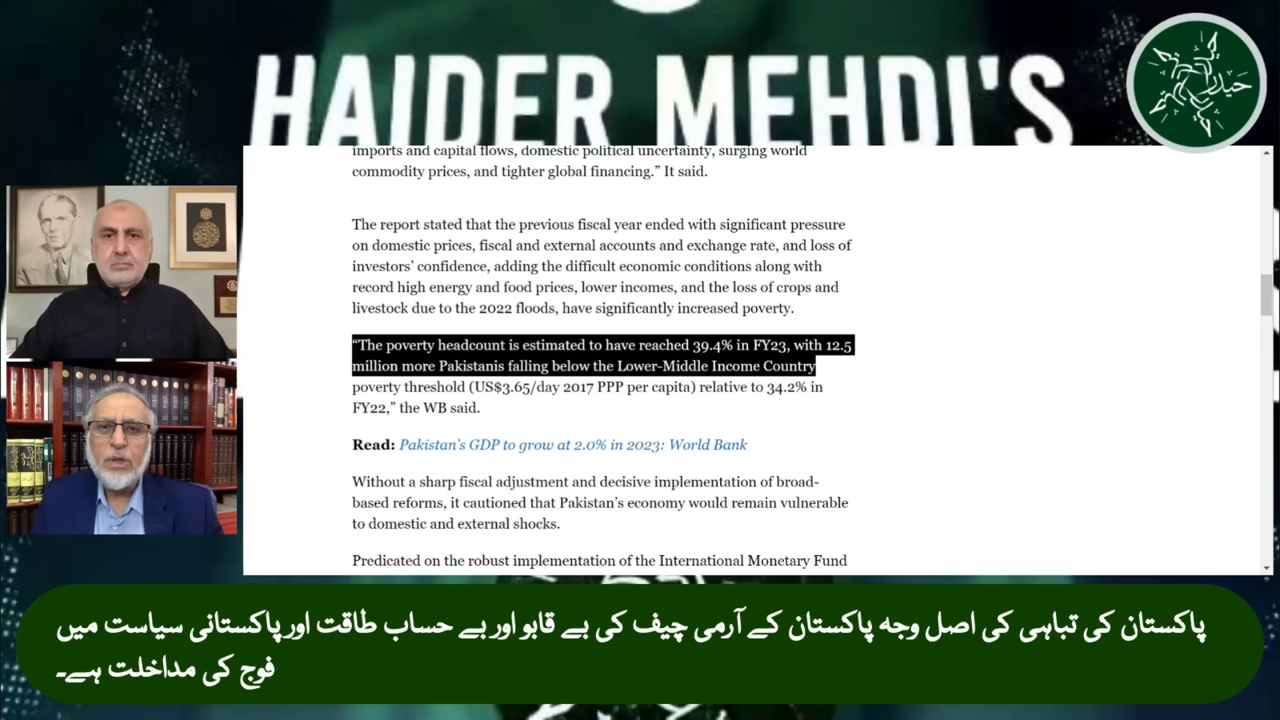 HAIDER MEHDI'S
حیدر
imports and capital flows, domestic political uncertainty, surging world
commodity prices, and tighter global financing.” It said.
The report stated that the previous fiscal year ended with significant pressure
on domestic prices, fiscal and external accounts and exchange rate, and loss of
investors’ confidence, adding the difficult economic conditions along with
record high energy and food prices, lower incomes, and the loss of crops and
livestock due to the 2022 floods, have significantly increased poverty.
“The poverty headcount is estimated to have reached 39.4% in FY23, with 12.5
million more Pakistanis falling below the Lower-Middle Income Country
poverty threshold (US$3.65/day 2017 PPP per capita) relative to 34.2% in
FY22,” the WB said.
Read: Pakistan’s GDP to grow at 2.0% in 2023: World Bank
Without a sharp fiscal adjustment and decisive implementation of broad-
based reforms, it cautioned that Pakistan’s economy would remain vulnerable
to domestic and external shocks.
Predicated on the robust implementation of the International Monetary Fund
پاکستان کی تباہی کی اصل وجہ پاکستان کے آرمی چیف کی بے قابو اور بے حساب طاقت اور پاکستانی سیاست میں
فوج کی مداخلت ہے۔